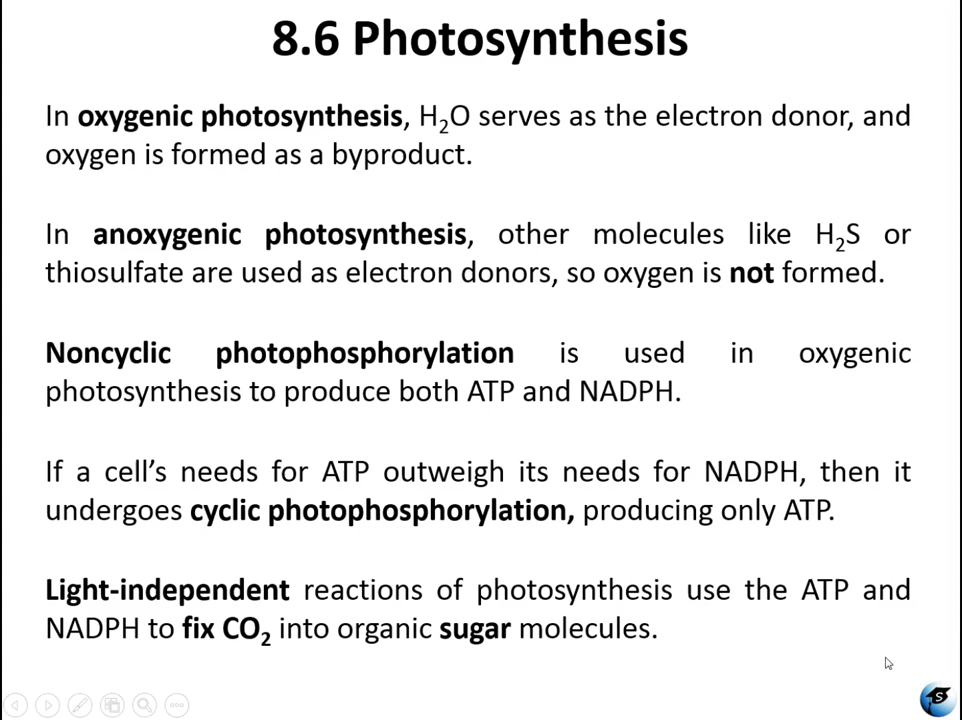 8.6 Photosynthesis
In oxygenic photosynthesis, H₂O serves as the electron donor, and
oxygen is formed as a byproduct.
In anoxygenic photosynthesis, other molecules like H₂S or
thiosulfate are used as electron donors, so oxygen is not formed.
Noncyclic photophosphorylation is used in oxygenic
photosynthesis to produce both ATP and NADPH.
If a cell’s needs for ATP outweigh its needs for NADPH, then it
undergoes cyclic photophosphorylation, producing only ATP.
Light-independent reactions of photosynthesis use the ATP and
NADPH to fix CO₂ into organic sugar molecules.
S